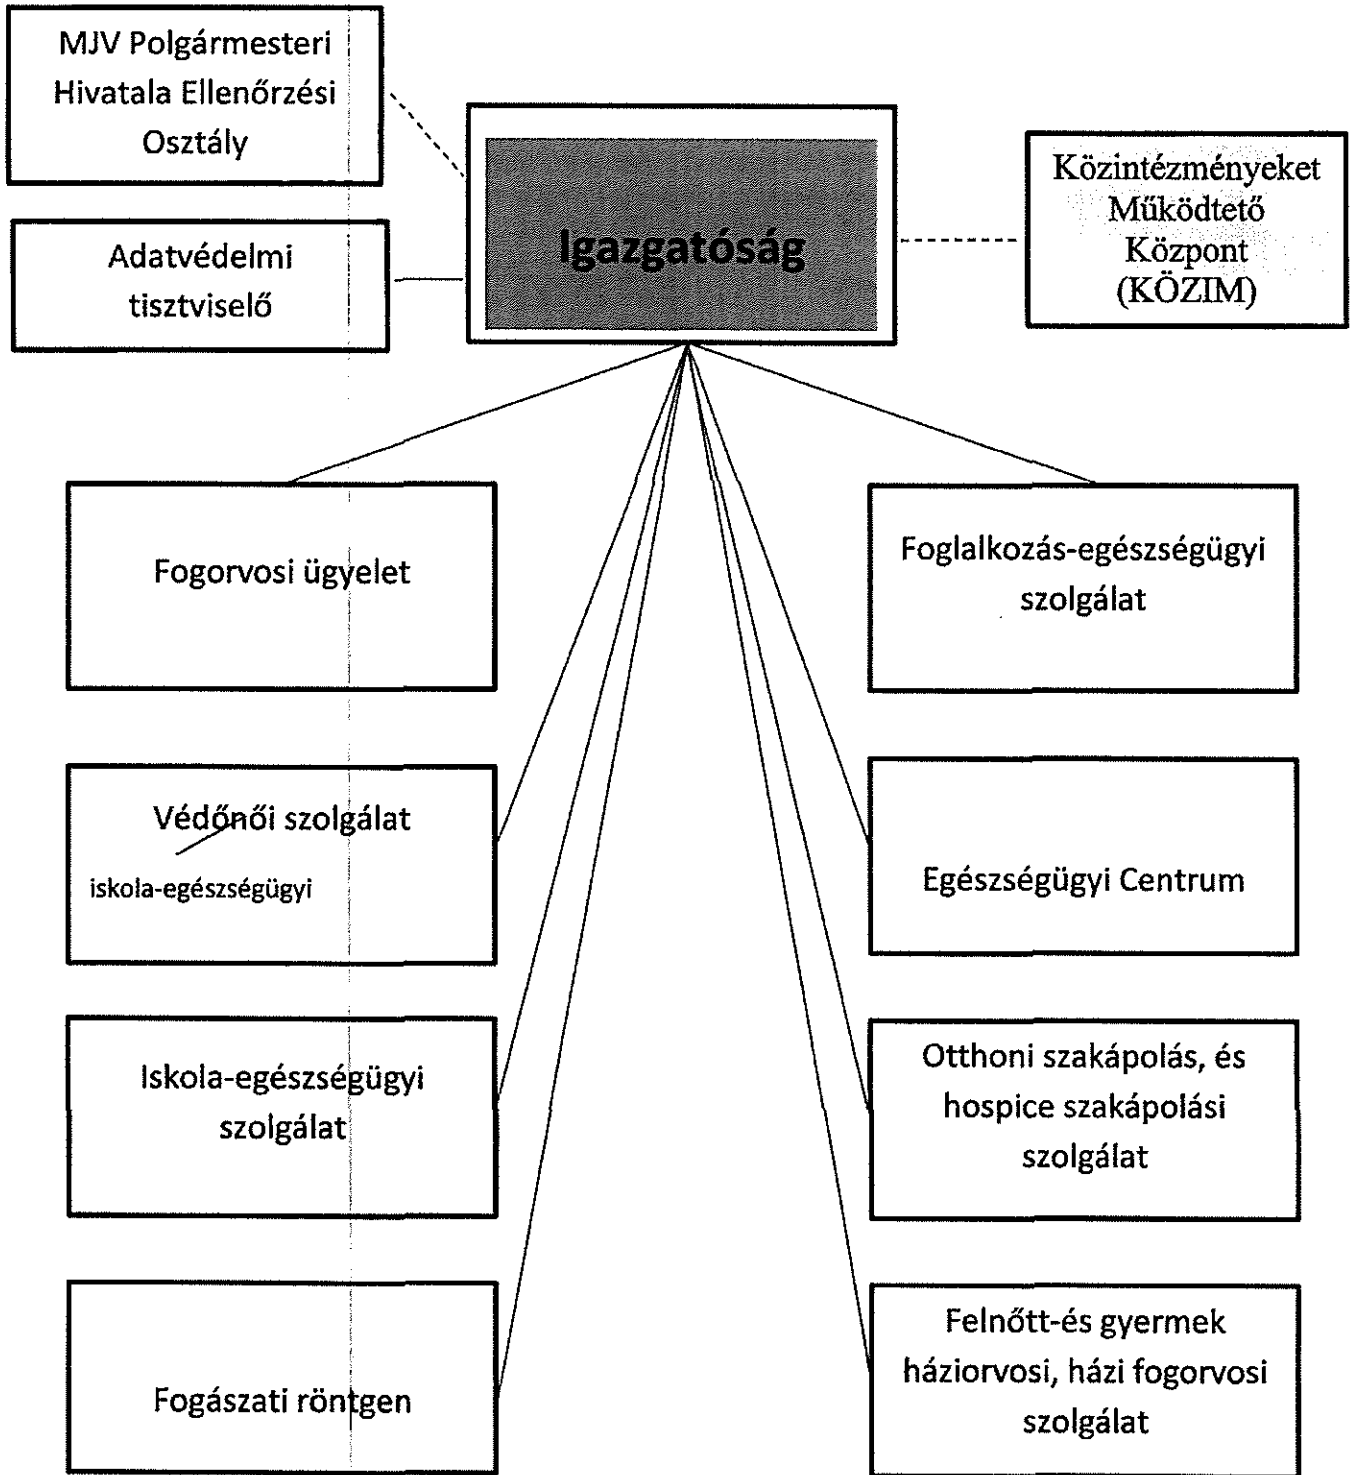 MJV Polgármesteri
Hivatala Ellenőrzési
Osztály
Adatvédelmi
tisztviselő
Igazgatóság
Közintézményeket
Működtető
Központ
(KÖZIM)
Fogorvosi ügyelet
Foglalkozás-egészségügyi
szolgálat
Védőnői szolgálat
iskola-egészségügyi
Egészségügyi Centrum
Iskola-egészségügyi
szolgálat
Otthoni szakápolás, és
hospice szakápolási
szolgálat
Fogászati röntgen
Felnőtt-és gyermek
háziorvosi, házi fogorvosi
szolgálat